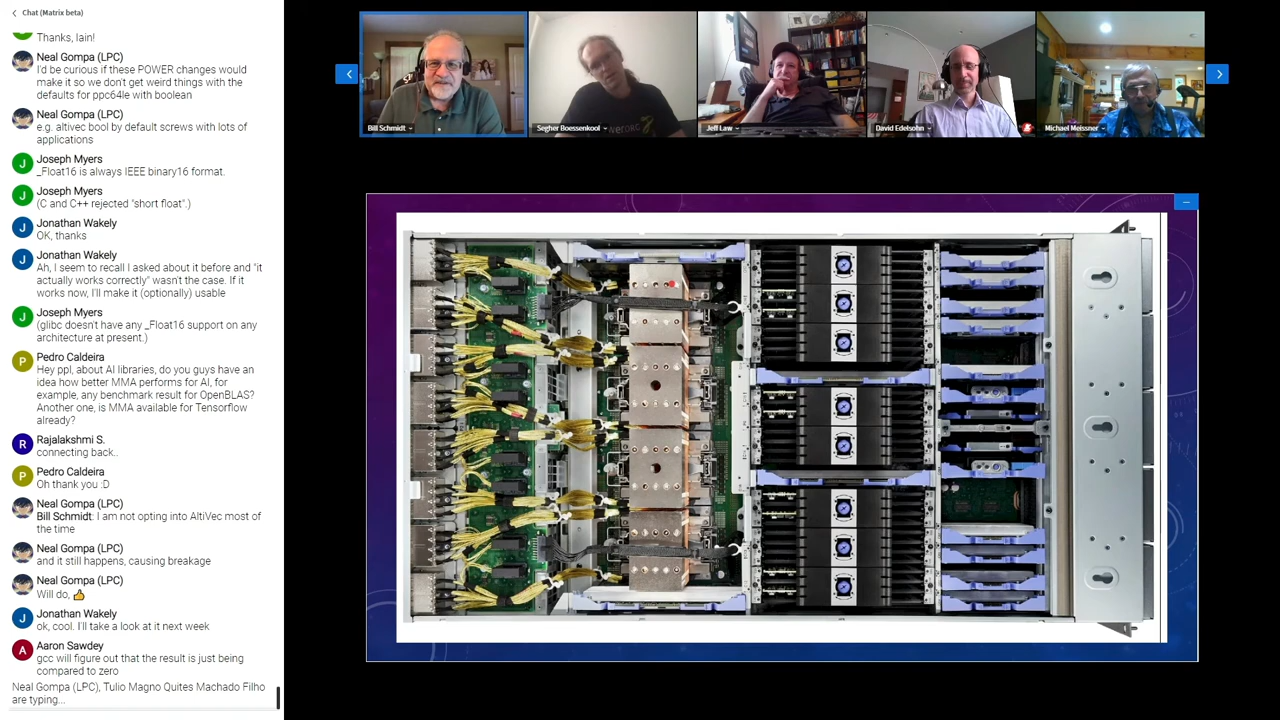 Chat (Matrix beta)
Thanks, Iain!
Neal Gompa (LPC)
I'd be curious if these POWER changes would
make it so we don't get weird things with the
defaults for ppc64le with boolean
Neal Gompa (LPC)
e.g. altivec bool by default screws with lots of
applications
J
Joseph Myers
_Float16 is always IEEE binary16 format.
J
Joseph Myers
(C and C++ rejected "short float".)
J
Jonathan Wakely
OK, thanks
J
Jonathan Wakely
Ah, I seem to recall I asked about it before and "it
actually works correctly" wasn't the case. If it
works now, I'll make it (optionally) usable
J
Joseph Myers
(glibc doesn't have any _Float16 support on any
architecture at present.)
P
Pedro Caldeira
Hey ppl, about AI libraries, do you guys have an
idea how better MMA performs for AI, for
example, any benchmark result for OpenBLAS?
Another one, is MMA available for Tensorflow
already?
R
Rajalakshmi S.
connecting back..
P
Pedro Caldeira
Oh thank you :D
Neal Gompa (LPC)
Bill Schmidt: I am not opting into AltiVec most of
the time
Neal Gompa (LPC)
and it still happens, causing breakage
Neal Gompa (LPC)
Will do, 👍
J
Jonathan Wakely
ok, cool. I'll take a look at it next week
A
Aaron Sawdey
gcc will figure out that the result is just being
compared to zero
Neal Gompa (LPC), Tulio Magno Quites Machado Filho
are typing...
Bill Schmidt
Segher Boessenkool
Jeff Law
David Edelsohn
Michael Meissner